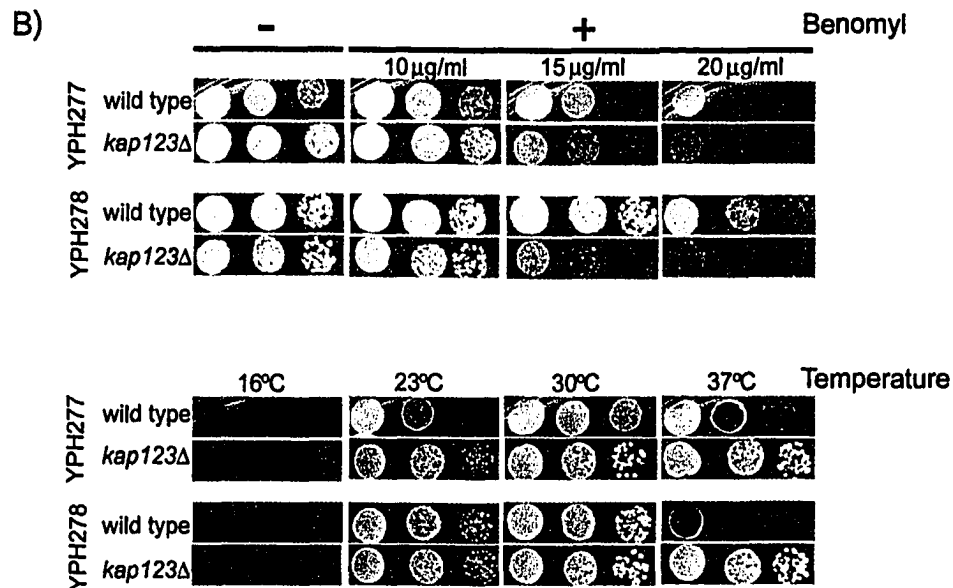 B)
- + Benomyl
10 µg/ml 15 µg/ml 20 µg/ml
YPH277
wild type
kap123Δ
YPH278
wild type
kap123Δ
16ºC 23ºC 30ºC 37ºC Temperature
YPH277
wild type
kap123Δ
YPH278
wild type
kap123Δ